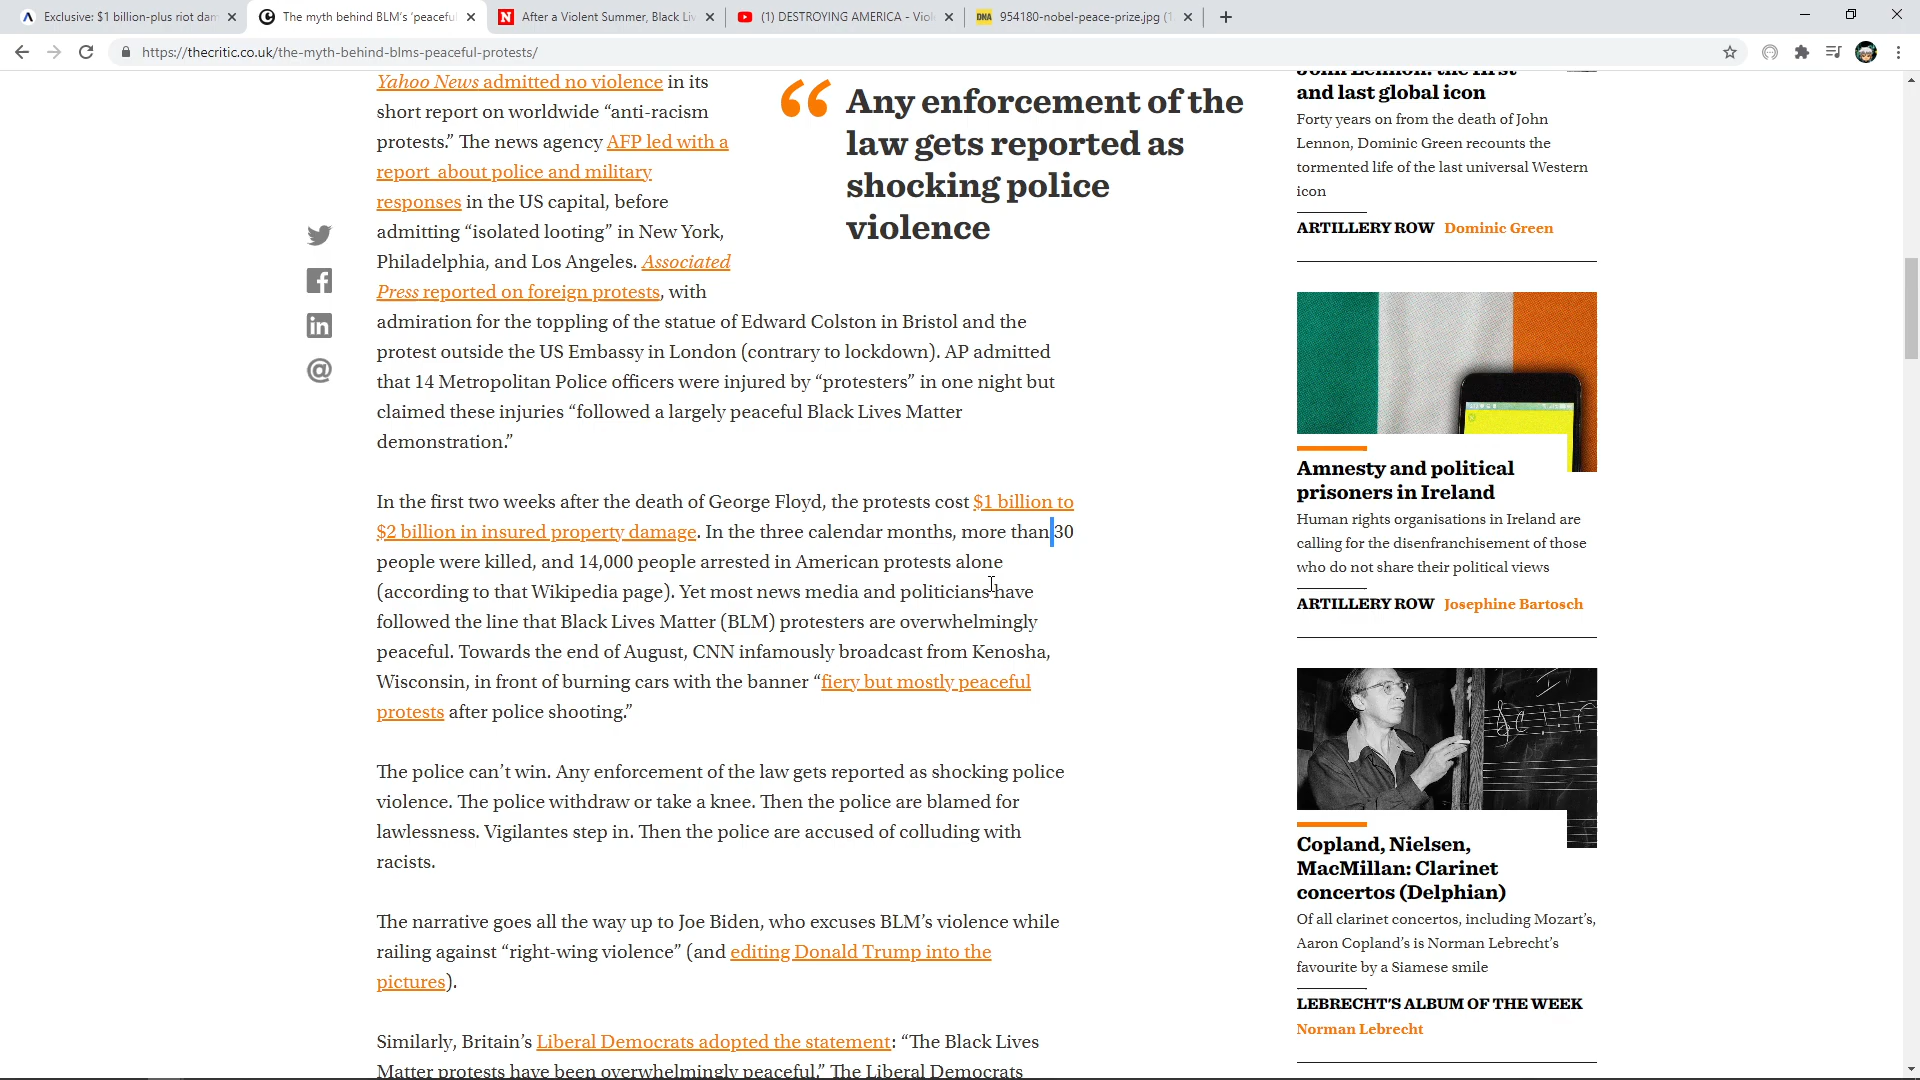 Exclusive: $1 billion-plus riot dam
The myth behind BLM's 'peaceful
After a Violent Summer, Black Liv
(1) DESTROYING AMERICA - Viol
954180-nobel-peace-prize.jpg (1
https://thecritic.co.uk/the-myth-behind-blms-peaceful-protests/
Yahoo News admitted no violence in its
short report on worldwide “anti-racism
protests.” The news agency AFP led with a
report about police and military
responses in the US capital, before
admitting “isolated looting” in New York,
Philadelphia, and Los Angeles. Associated
Press reported on foreign protests, with
admiration for the toppling of the statue of Edward Colston in Bristol and the
protest outside the US Embassy in London (contrary to lockdown). AP admitted
that 14 Metropolitan Police officers were injured by “protesters” in one night but
claimed these injuries “followed a largely peaceful Black Lives Matter
demonstration.”
“ Any enforcement of the
law gets reported as
shocking police
violence
In the first two weeks after the death of George Floyd, the protests cost $1 billion to
$2 billion in insured property damage. In the three calendar months, more than 30
people were killed, and 14,000 people arrested in American protests alone
(according to that Wikipedia page). Yet most news media and politicians have
followed the line that Black Lives Matter (BLM) protesters are overwhelmingly
peaceful. Towards the end of August, CNN infamously broadcast from Kenosha,
Wisconsin, in front of burning cars with the banner “fiery but mostly peaceful
protests after police shooting.”
The police can’t win. Any enforcement of the law gets reported as shocking police
violence. The police withdraw or take a knee. Then the police are blamed for
lawlessness. Vigilantes step in. Then the police are accused of colluding with
racists.
The narrative goes all the way up to Joe Biden, who excuses BLM’s violence while
railing against “right-wing violence” (and editing Donald Trump into the
pictures).
Similarly, Britain’s Liberal Democrats adopted the statement: “The Black Lives
Matter protests have been overwhelmingly peaceful.” The Liberal Democrats
John Lennon: the first
and last global icon
Forty years on from the death of John
Lennon, Dominic Green recounts the
tormented life of the last universal Western
icon
ARTILLERY ROW Dominic Green
Amnesty and political
prisoners in Ireland
Human rights organisations in Ireland are
calling for the disenfranchisement of those
who do not share their political views
ARTILLERY ROW Josephine Bartosch
Copland, Nielsen,
MacMillan: Clarinet
concertos (Delphian)
Of all clarinet concertos, including Mozart’s,
Aaron Copland’s is Norman Lebrecht’s
favourite by a Siamese smile
LEBRECHT'S ALBUM OF THE WEEK
Norman Lebrecht